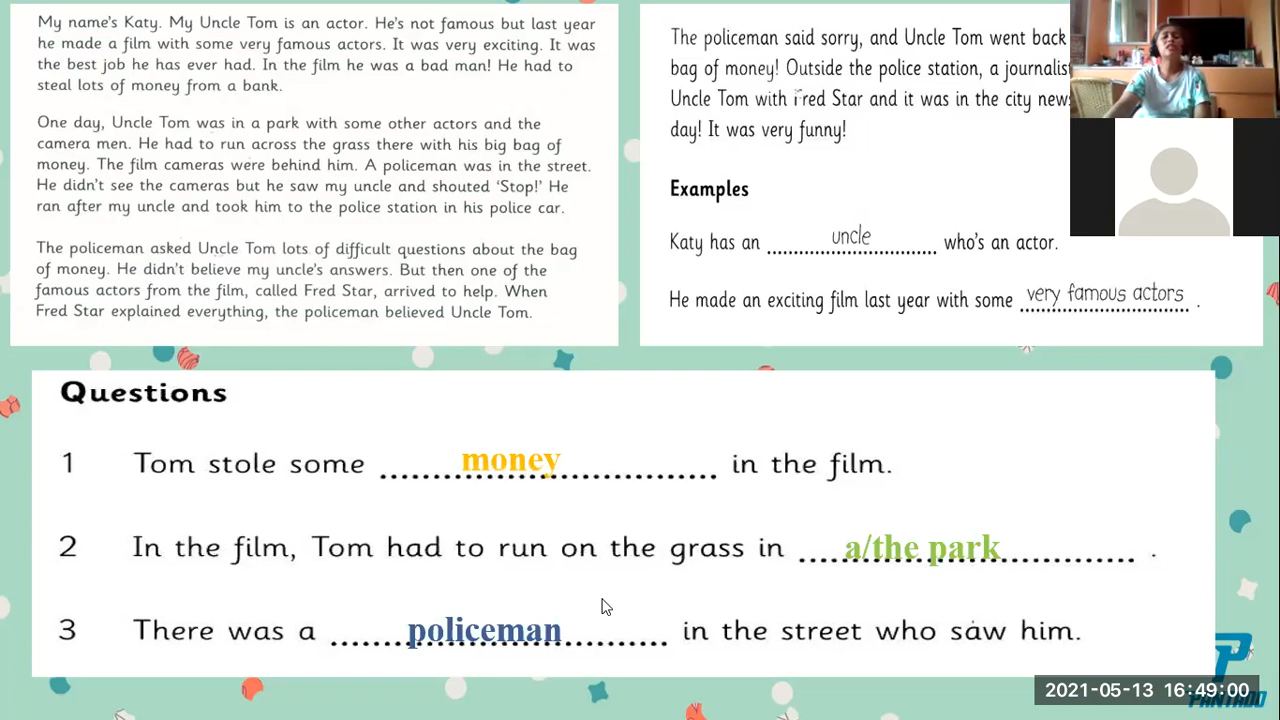 My name's Katy. My Uncle Tom is an actor. He's not famous but last year
he made a film with some very famous actors. It was very exciting. It was
the best job he has ever had. In the film he was a bad man! He had to
steal lots of money from a bank.
One day, Uncle Tom was in a park with some other actors and the
camera men. He had to run across the grass there with his big bag of
money. The film cameras were behind him. A policeman was in the street.
He didn't see the cameras but he saw my uncle and shouted 'Stop!' He
ran after my uncle and took him to the police station in his police car.
The policeman asked Uncle Tom lots of difficult questions about the bag
of money. He didn't believe my uncle's answers. But then one of the
famous actors from the film, called Fred Star, arrived to help. When
Fred Star explained everything, the policeman believed Uncle Tom.
The policeman said sorry, and Uncle Tom went back
bag of money! Outside the police station, a journalis
Uncle Tom with Fred Star and it was in the city new
day! It was very funny!
Examples
Katy has an uncle who's an actor.
He made an exciting film last year with some very famous actors.
Questions
1 Tom stole some money in the film.
2 In the film, Tom had to run on the grass in a/the park.
3 There was a policeman in the street who saw him.
2021-05-13 16:49:00
PANTADO